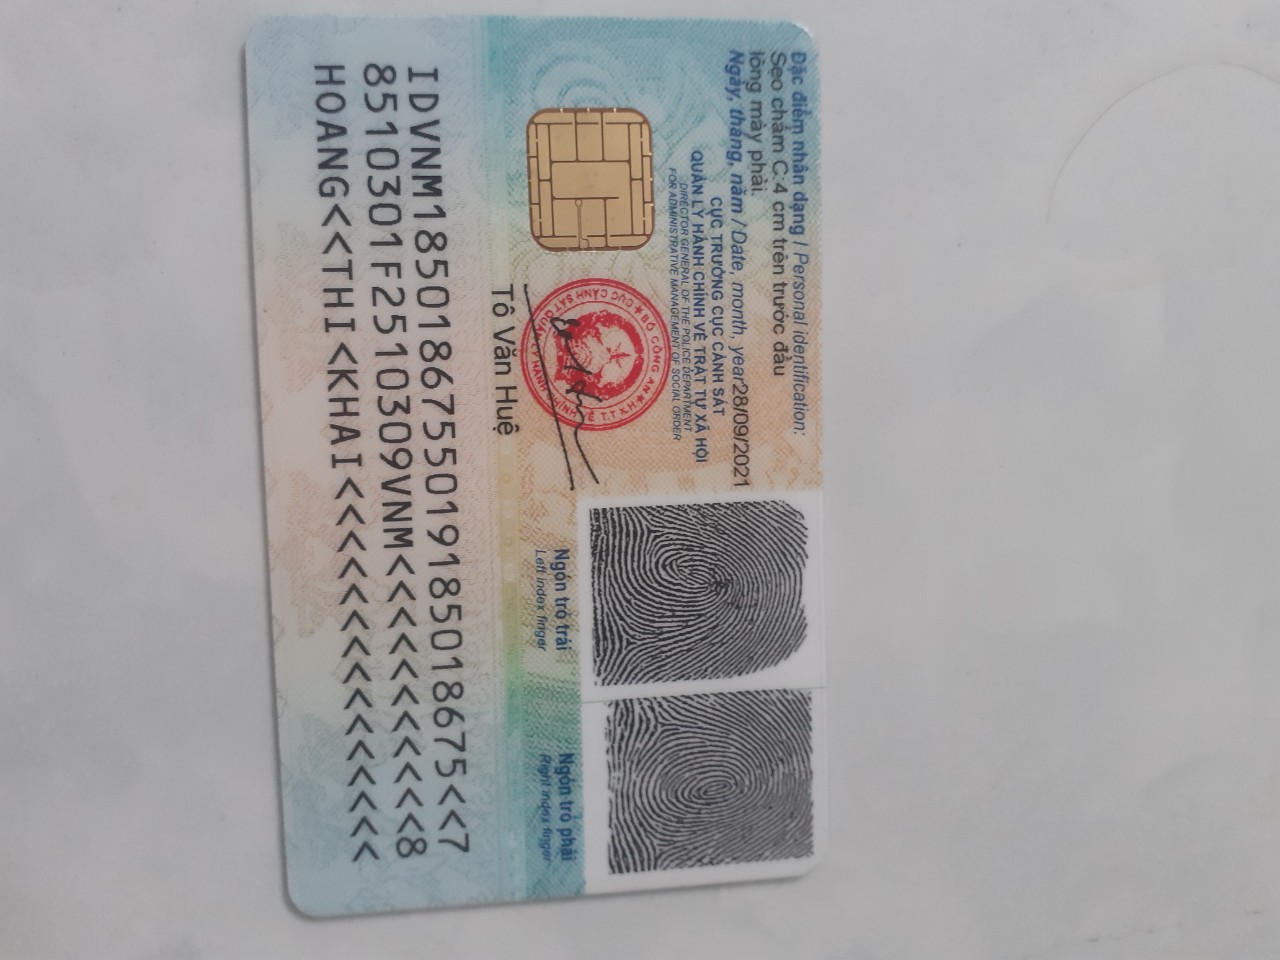 Đặc điểm nhân dạng / Personal identification:
Sẹo chấm C:4 cm trên trước đầu
lông mày phải.
Ngày, tháng, năm / Date, month, year28/09/2021
CỤC TRƯỞNG CỤC CẢNH SÁT
QUẢN LÝ HÀNH CHÍNH VỀ TRẬT TỰ XÃ HỘI
DIRECTOR GENERAL OF THE POLICE DEPARTMENT
FOR ADMINISTRATIVE MANAGEMENT OF SOCIAL ORDER
BỘ CÔNG AN
CỤC CẢNH SÁT QUẢN LÝ HÀNH CHÍNH VỀ TTXH
Tô Văn Huệ
Ngón trỏ trái
Left index finger
Ngón trỏ phải
Right index finger
IDVNM1850186755019185018675<<7
8510301F2510309VNM<<<<<<<<<<<8
HOANG<<THI<KHAI<<<<<<<<<<<<<<<